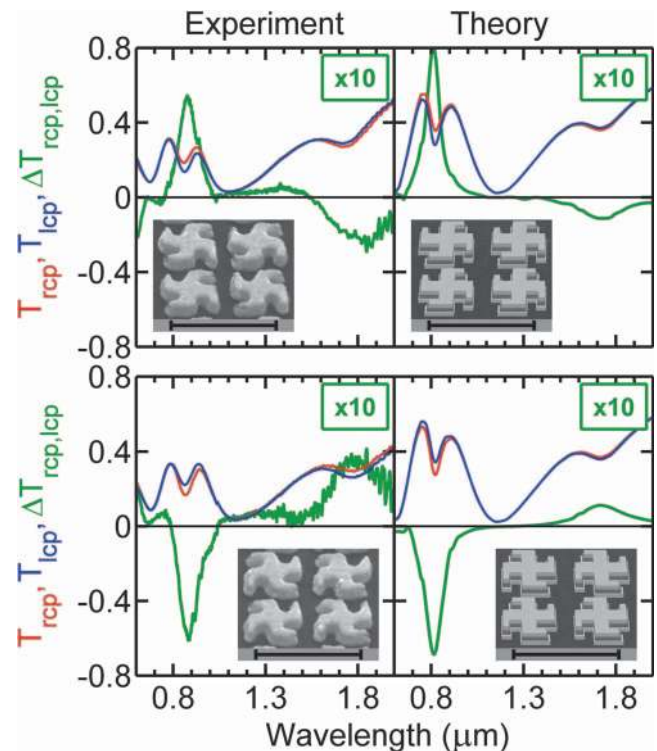 Experiment
Theory
0.8
0.4
0
-0.4
-0.8
x10
x10
T_rcp, T_lcp, ΔT_rcp,lcp
0.8
0.4
0
-0.4
-0.8
x10
x10
T_rcp, T_lcp, ΔT_rcp,lcp
0.8 1.3 1.8 0.8 1.3 1.8
Wavelength (μm)